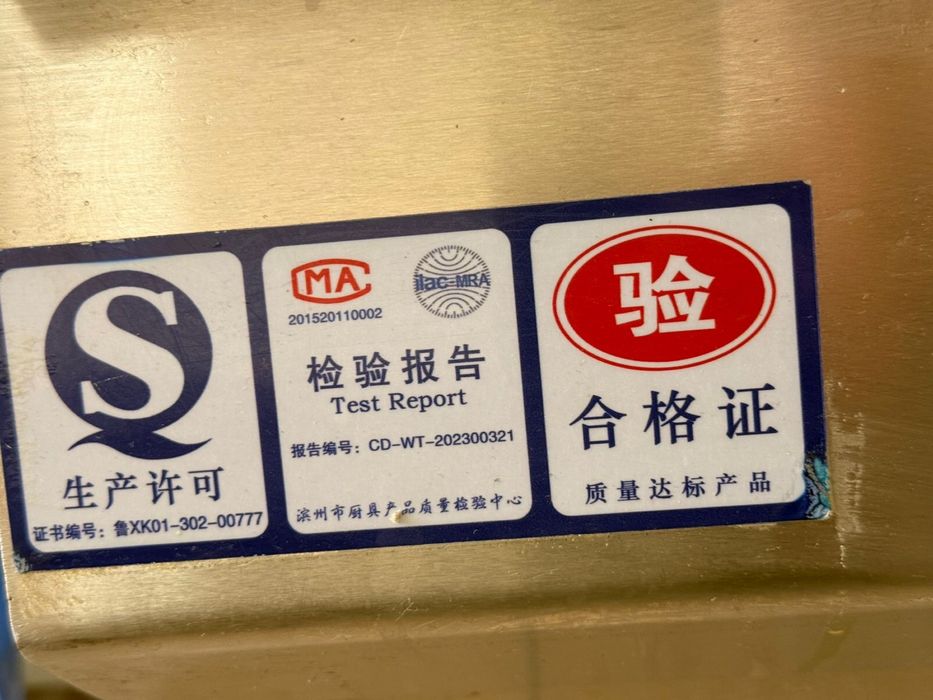 S
生产许可
证书编号：鲁XK01-302-00777
CMA
201520110002
ilac-MRA
检验报告
Test Report
报告编号：CD-WT-202300321
滨州市厨具产品质量检验中心
验
合格证
质量达标产品